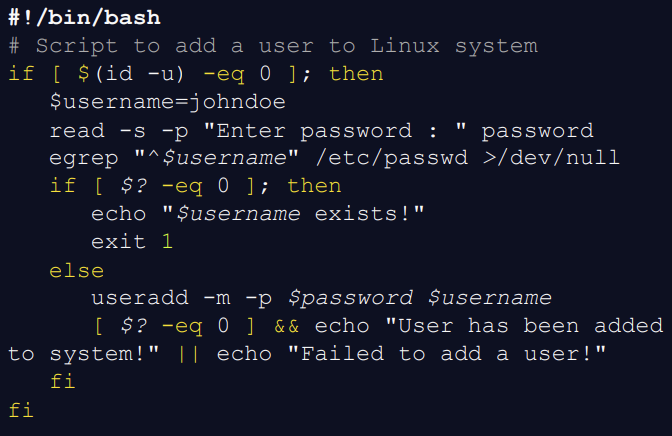 #!/bin/bash
# Script to add a user to Linux system
if [ $(id -u) -eq 0 ]; then
   $username=johndoe
   read -s -p "Enter password : " password
   egrep "^$username" /etc/passwd >/dev/null
   if [ $? -eq 0 ]; then
      echo "$username exists!"
      exit 1
   else
      useradd -m -p $password $username
      [ $? -eq 0 ] && echo "User has been added
to system!" || echo "Failed to add a user!"
   fi
fi